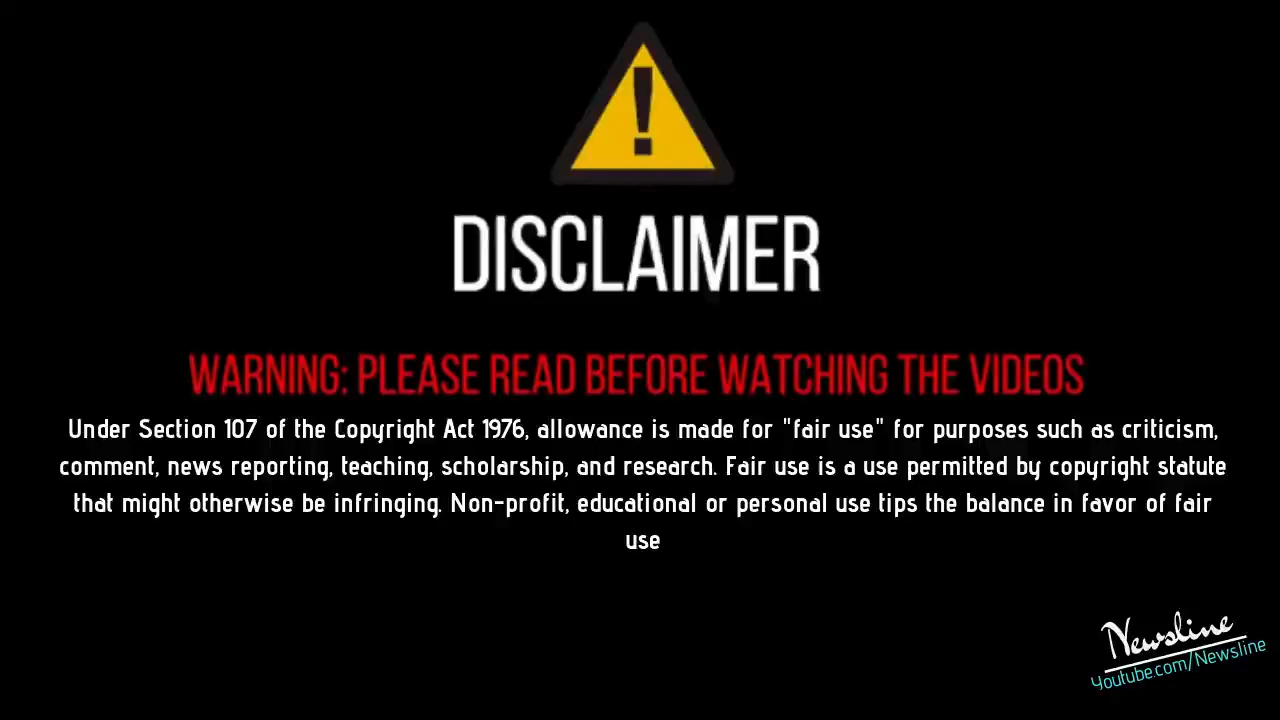 DISCLAIMER
WARNING: PLEASE READ BEFORE WATCHING THE VIDEOS
Under Section 107 of the Copyright Act 1976, allowance is made for "fair use" for purposes such as criticism,
comment, news reporting, teaching, scholarship, and research. Fair use is a use permitted by copyright statute
that might otherwise be infringing. Non-profit, educational or personal use tips the balance in favor of fair
use
Newsline
Youtube.com/Newsline